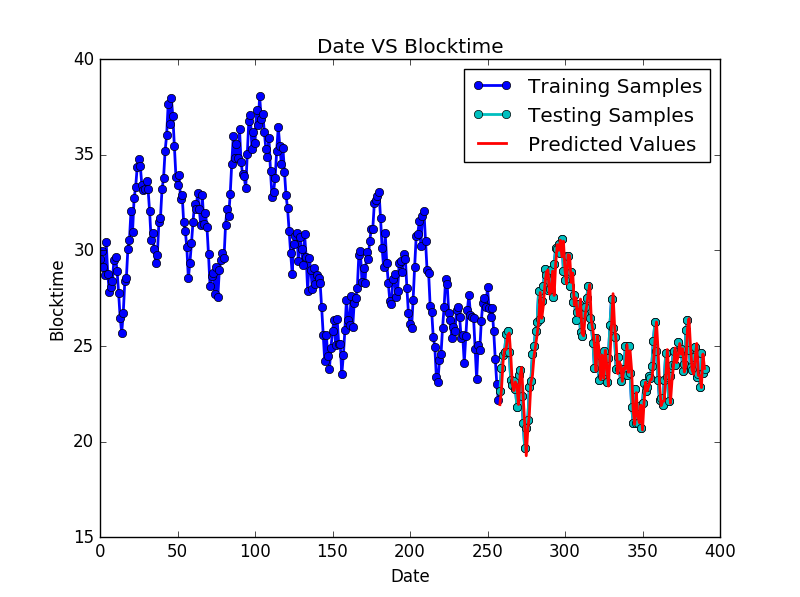 Date VS Blocktime
40
35
30
25
20
15
Blocktime
Training Samples
Testing Samples
Predicted Values
0 50 100 150 200 250 300 350 400
Date